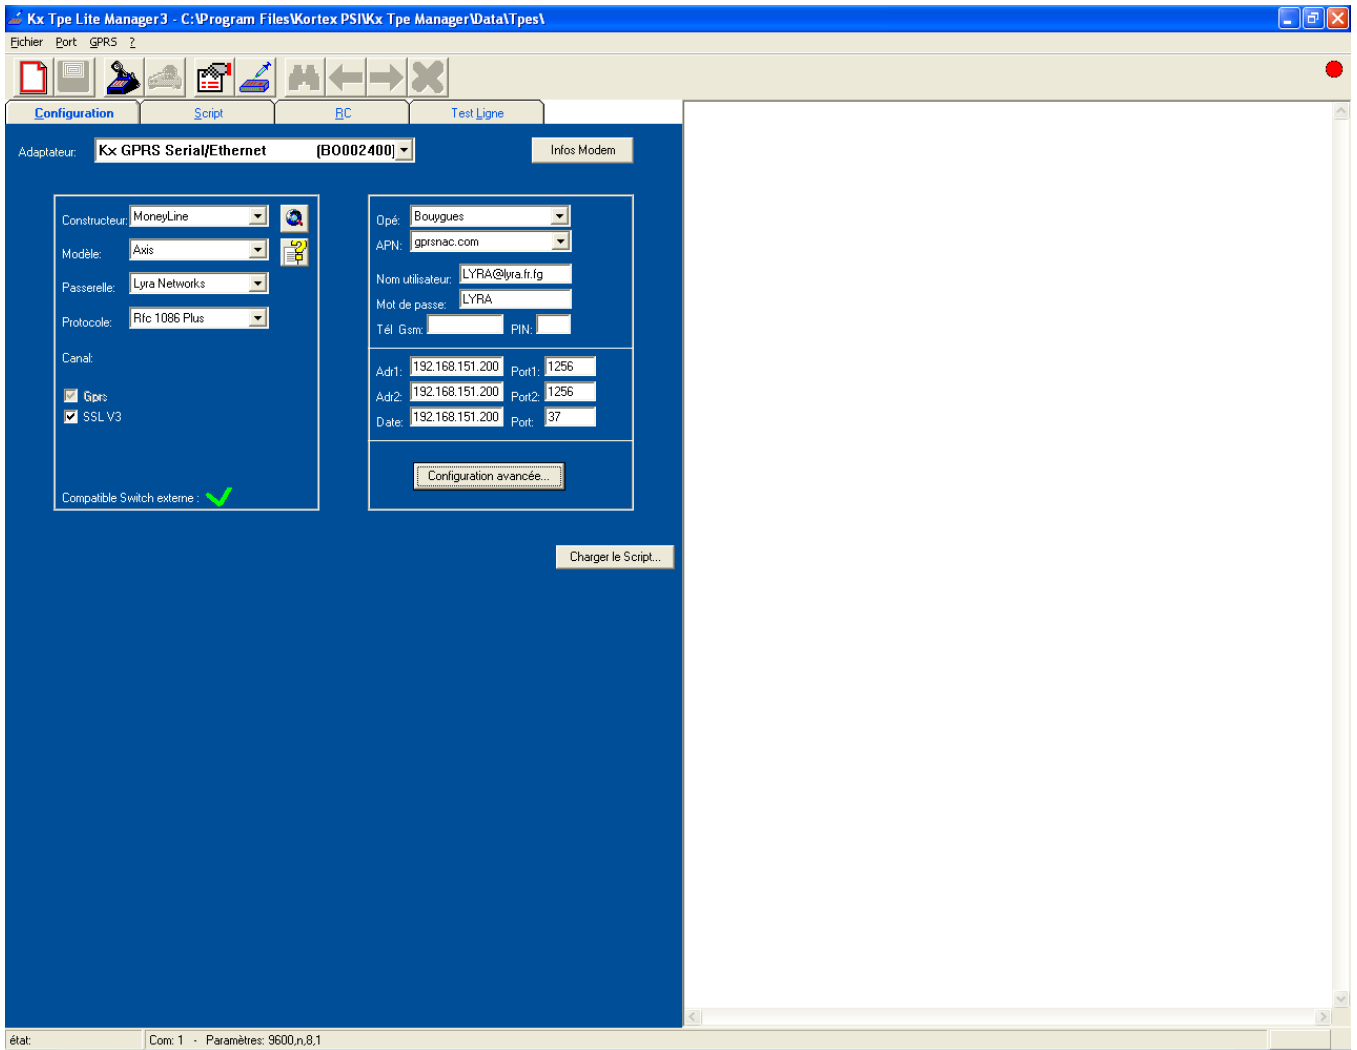 Kx Tpe Lite Manager3 - C:\Program Files\Kortex PSI\Kx Tpe Manager\Data\Tpes\
Fichier Port GPRS ?
Configuration Script RC Test Ligne
Adaptateur: Kx GPRS Serial/Ethernet (BO002400) Infos Modem
Constructeur: MoneyLine
Modèle: Axis
Passerelle: Lyra Networks
Protocole: Rfc 1086 Plus
Canal:
Gprs
SSL V3
Compatible Switch externe :
Opé: Bouygues
APN: gprsnac.com
Nom utilisateur: LYRA@lyra.fr.fg
Mot de passe: LYRA
Tél Gsm: PIN:
Adr1: 192.168.151.200 Port1: 1256
Adr2: 192.168.151.200 Port2: 1256
Date: 192.168.151.200 Port: 37
Configuration avancée...
Charger le Script...
état: Com: 1 - Paramètres: 9600,n,8,1